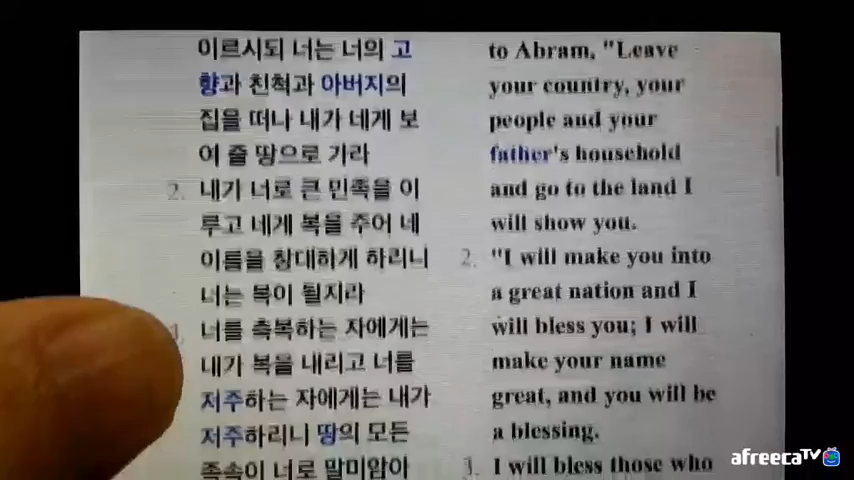 이르시되 너는 너의 고
향과 친척과 아버지의
집을 떠나 내가 네게 보
여 줄 땅으로 가라
2. 내가 너로 큰 민족을 이
루고 네게 복을 주어 네
이름을 창대하게 하리니
너는 복이 될지라
너를 축복하는 자에게는
내가 복을 내리고 너를
저주하는 자에게는 내가
저주하리니 땅의 모든
족속이 너로 말미암아
to Abram, "Leave
your country, your
people and your
father's household
and go to the land I
will show you.
2. "I will make you into
a great nation and I
will bless you; I will
make your name
great, and you will be
a blessing.
3. I will bless those who
afreecaTV